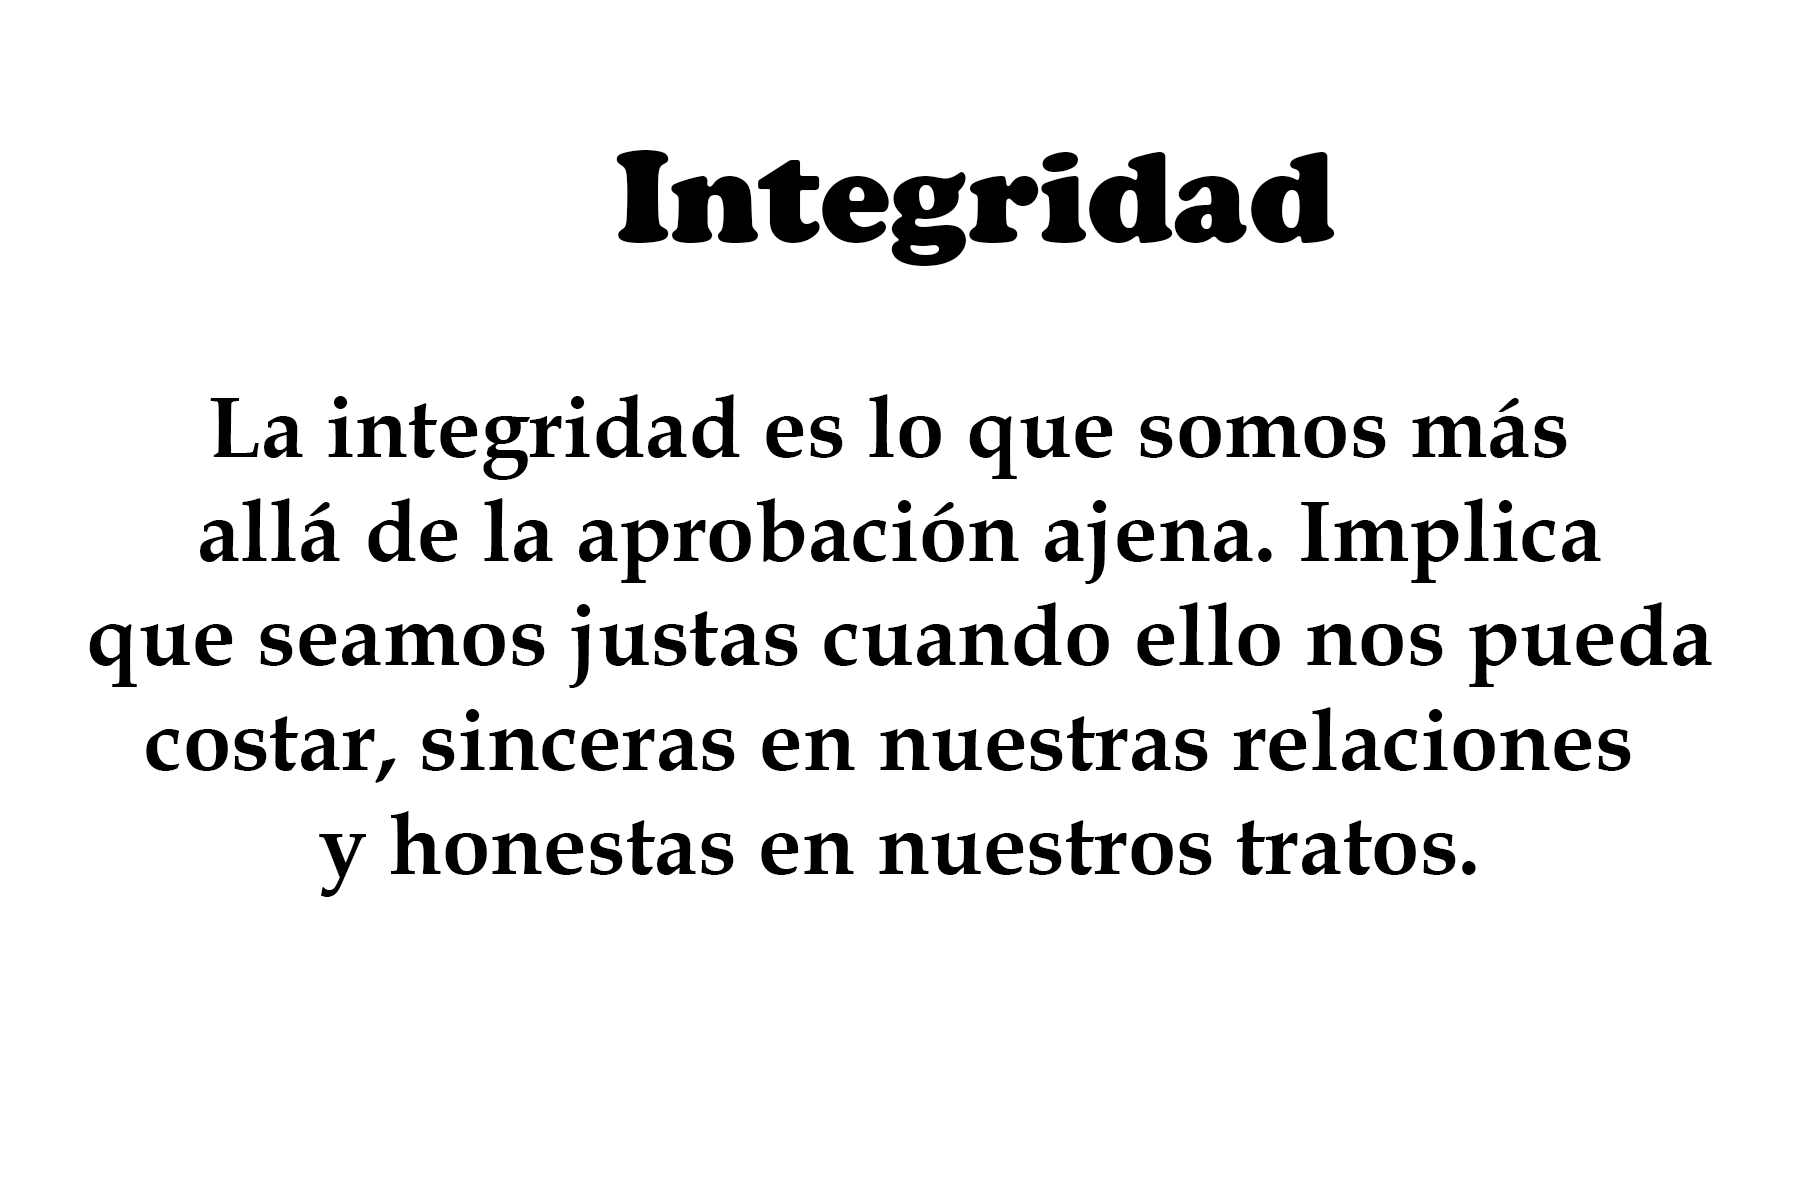 Integridad
La integridad es lo que somos más
allá de la aprobación ajena. Implica
que seamos justas cuando ello nos pueda
costar, sinceras en nuestras relaciones
y honestas en nuestros tratos.